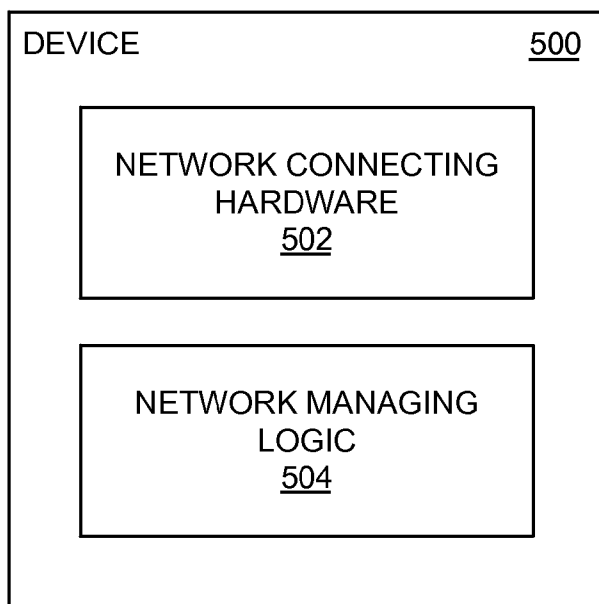 DEVICE 500
NETWORK CONNECTING
HARDWARE
502
NETWORK MANAGING
LOGIC
504